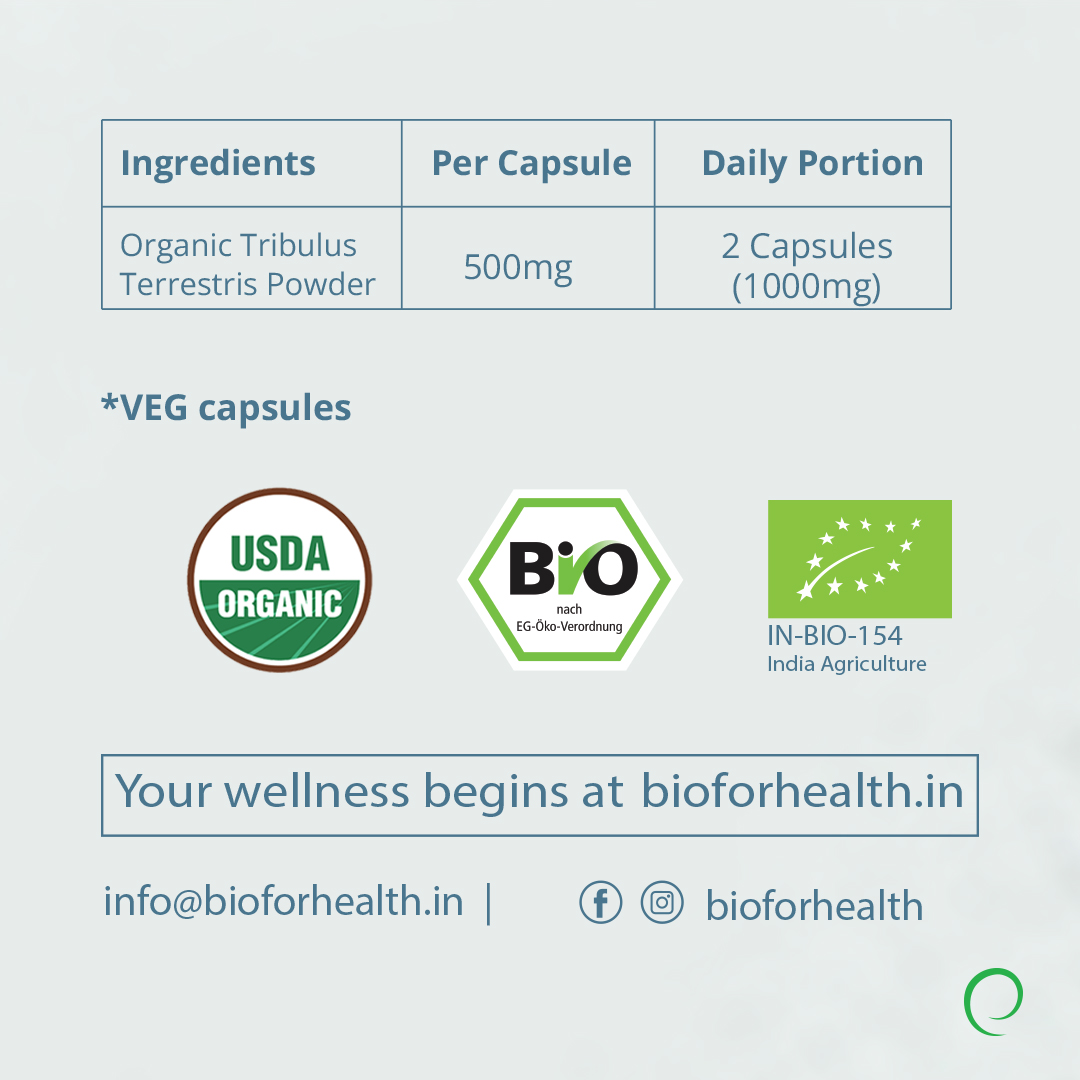 Ingredients Per Capsule Daily Portion
Organic Tribulus
Terrestris Powder
500mg
2 Capsules
(1000mg)
*VEG capsules
USDA
ORGANIC
BiO
nach
EG-Öko-Verordnung
IN-BIO-154
India Agriculture
Your wellness begins at bioforhealth.in
info@bioforhealth.in | bioforhealth